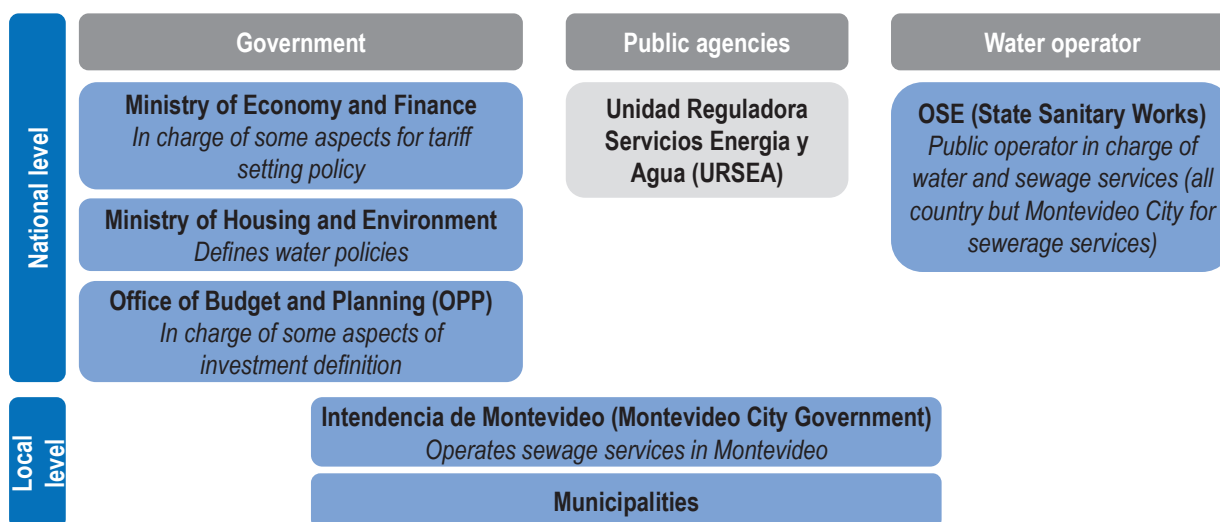 Government
Public agencies
Water operator
National level
Ministry of Economy and Finance
In charge of some aspects for tariff
setting policy
Ministry of Housing and Environment
Defines water policies
Office of Budget and Planning (OPP)
In charge of some aspects of
investment definition
Unidad Reguladora
Servicios Energia y
Agua (URSEA)
OSE (State Sanitary Works)
Public operator in charge of
water and sewage services (all
country but Montevideo City for
sewerage services)
Local
level
Intendencia de Montevideo (Montevideo City Government)
Operates sewage services in Montevideo
Municipalities